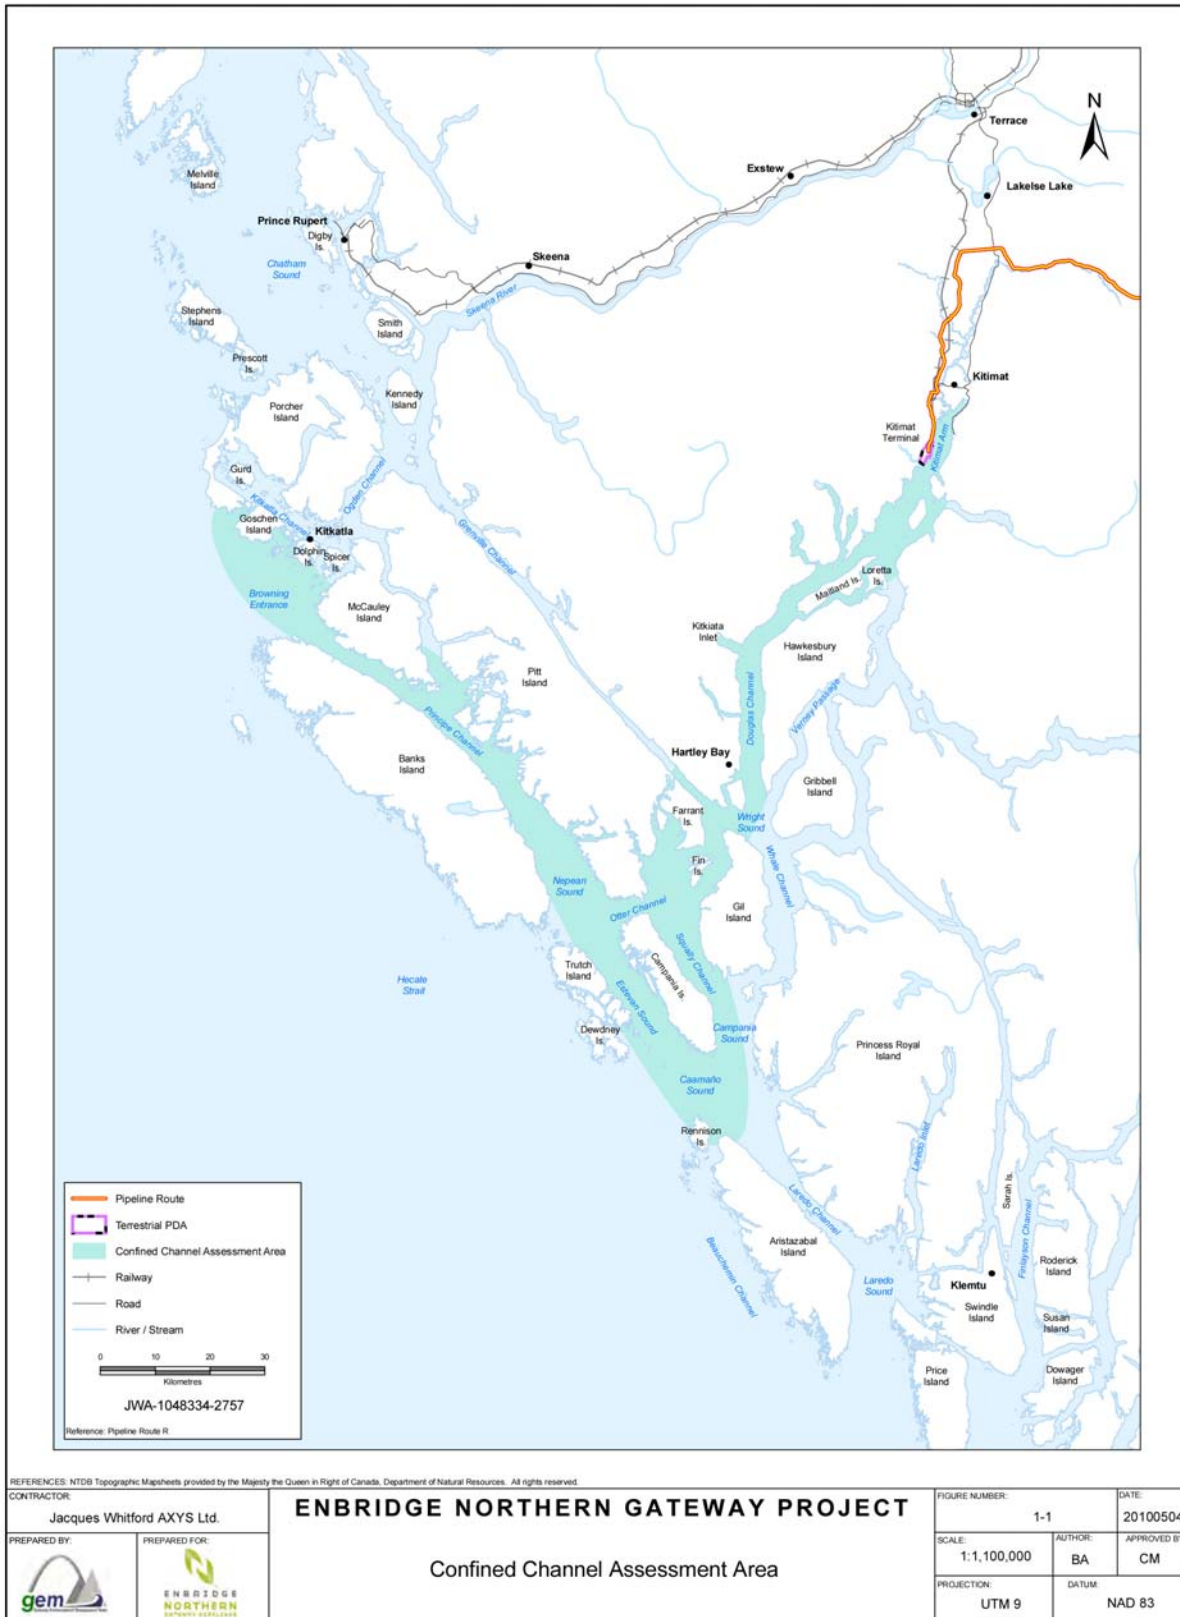 N
Terrace
Exstew
Lakelse Lake
Melville
Island
Prince Rupert
Digby
Is.
Chatham
Sound
Skeena
Skeena River
Stephens
Island
Smith
Island
Prescott
Is.
Kennedy
Island
Kitimat
Porcher
Island
Kitimat
Terminal
Kitimat Arm
Gurd
Is.
Ogden Channel
Kitkatla Channel
Goschen
Island
Kitkatla
Dolphin
Is.
Spicer
Is.
Grenville Channel
Browning
Entrance
McCauley
Island
Maitland Is.
Loretta
Is.
Kitkiata
Inlet
Hawkesbury
Island
Pitt
Island
Douglas Channel
Verney Passage
Principe Channel
Banks
Island
Hartley Bay
Gribbell
Island
Farrant
Is.
Wright
Sound
Fin
Is.
Whale Channel
Nepean
Sound
Otter Channel
Gil
Island
Squally Channel
Trutch
Island
Campania Is.
Hecate
Strait
Estevan Sound
Dewdney
Is.
Campania
Sound
Princess Royal
Island
Caamaño
Sound
Rennison
Is.
Laredo Inlet
Sarah Is.
Laredo Channel
Finlayson Channel
Aristazabal
Island
Beauchemin Channel
Laredo
Sound
Klemtu
Roderick
Island
Swindle
Island
Susan
Island
Price
Island
Dowager
Island
Pipeline Route
Terrestrial PDA
Confined Channel Assessment Area
Railway
Road
River / Stream
0 10 20 30
Kilometres
JWA-1048334-2757
Reference: Pipeline Route R
REFERENCES: NTDB Topographic Mapsheets provided by the Majesty the Queen in Right of Canada, Department of Natural Resources. All rights reserved.
CONTRACTOR:
Jacques Whitford AXYS Ltd.
PREPARED BY:
gem
PREPARED FOR:
ENBRIDGE
NORTHERN
ENBRIDGE NORTHERN GATEWAY PROJECT
Confined Channel Assessment Area
FIGURE NUMBER:
1-1
DATE:
20100504
SCALE:
1:1,100,000
AUTHOR:
BA
APPROVED BY
CM
PROJECTION:
UTM 9
DATUM:
NAD 83